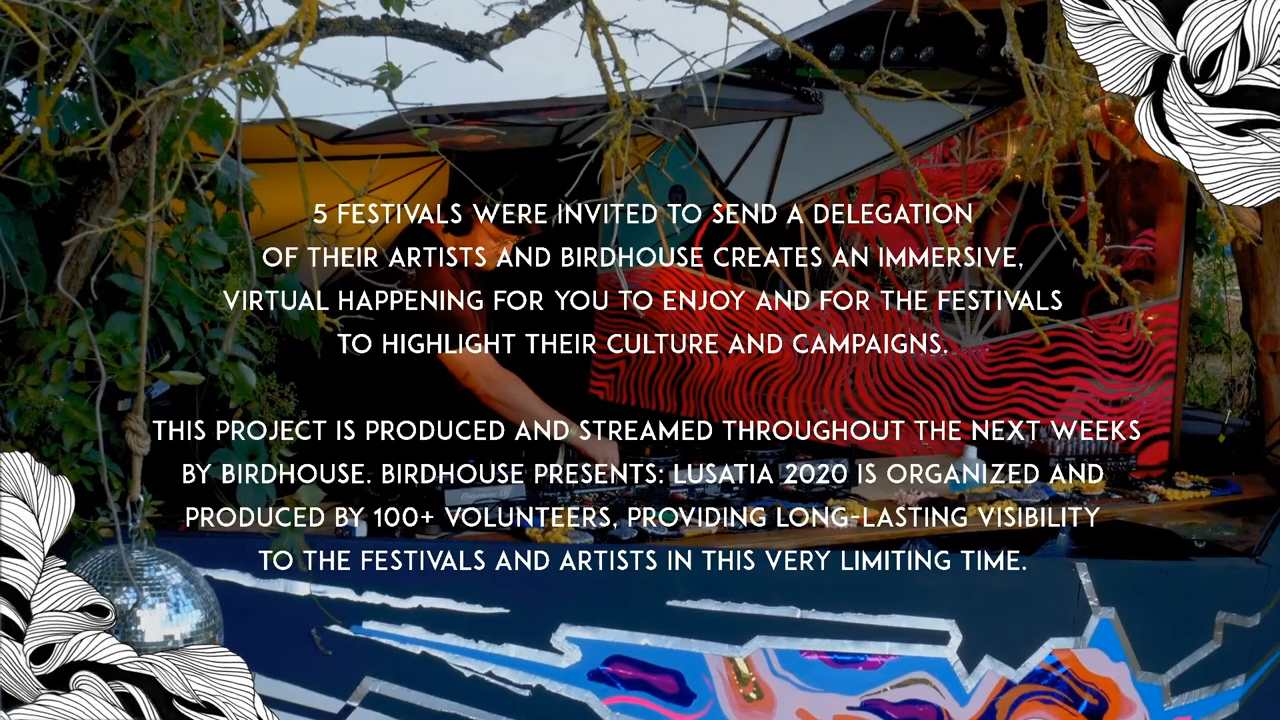 5 FESTIVALS WERE INVITED TO SEND A DELEGATION
OF THEIR ARTISTS AND BIRDHOUSE CREATES AN IMMERSIVE,
VIRTUAL HAPPENING FOR YOU TO ENJOY AND FOR THE FESTIVALS
TO HIGHLIGHT THEIR CULTURE AND CAMPAIGNS.
THIS PROJECT IS PRODUCED AND STREAMED THROUGHOUT THE NEXT WEEKS
BY BIRDHOUSE. BIRDHOUSE PRESENTS: LUSATIA 2020 IS ORGANIZED AND
PRODUCED BY 100+ VOLUNTEERS, PROVIDING LONG-LASTING VISIBILITY
TO THE FESTIVALS AND ARTISTS IN THIS VERY LIMITING TIME.